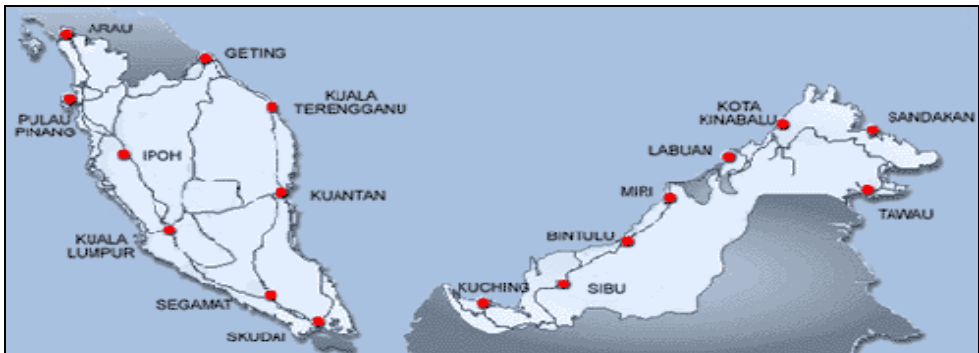 ARAU
GETING
KUALA
TERENGGANU
PULAU
PINANG
IPOH
KUANTAN
KUALA
LUMPUR
SEGAMAT
SKUDAI
KOTA
KINABALU
SANDAKAN
LABUAN
MIRI
TAWAU
BINTULU
KUCHING
SIBU